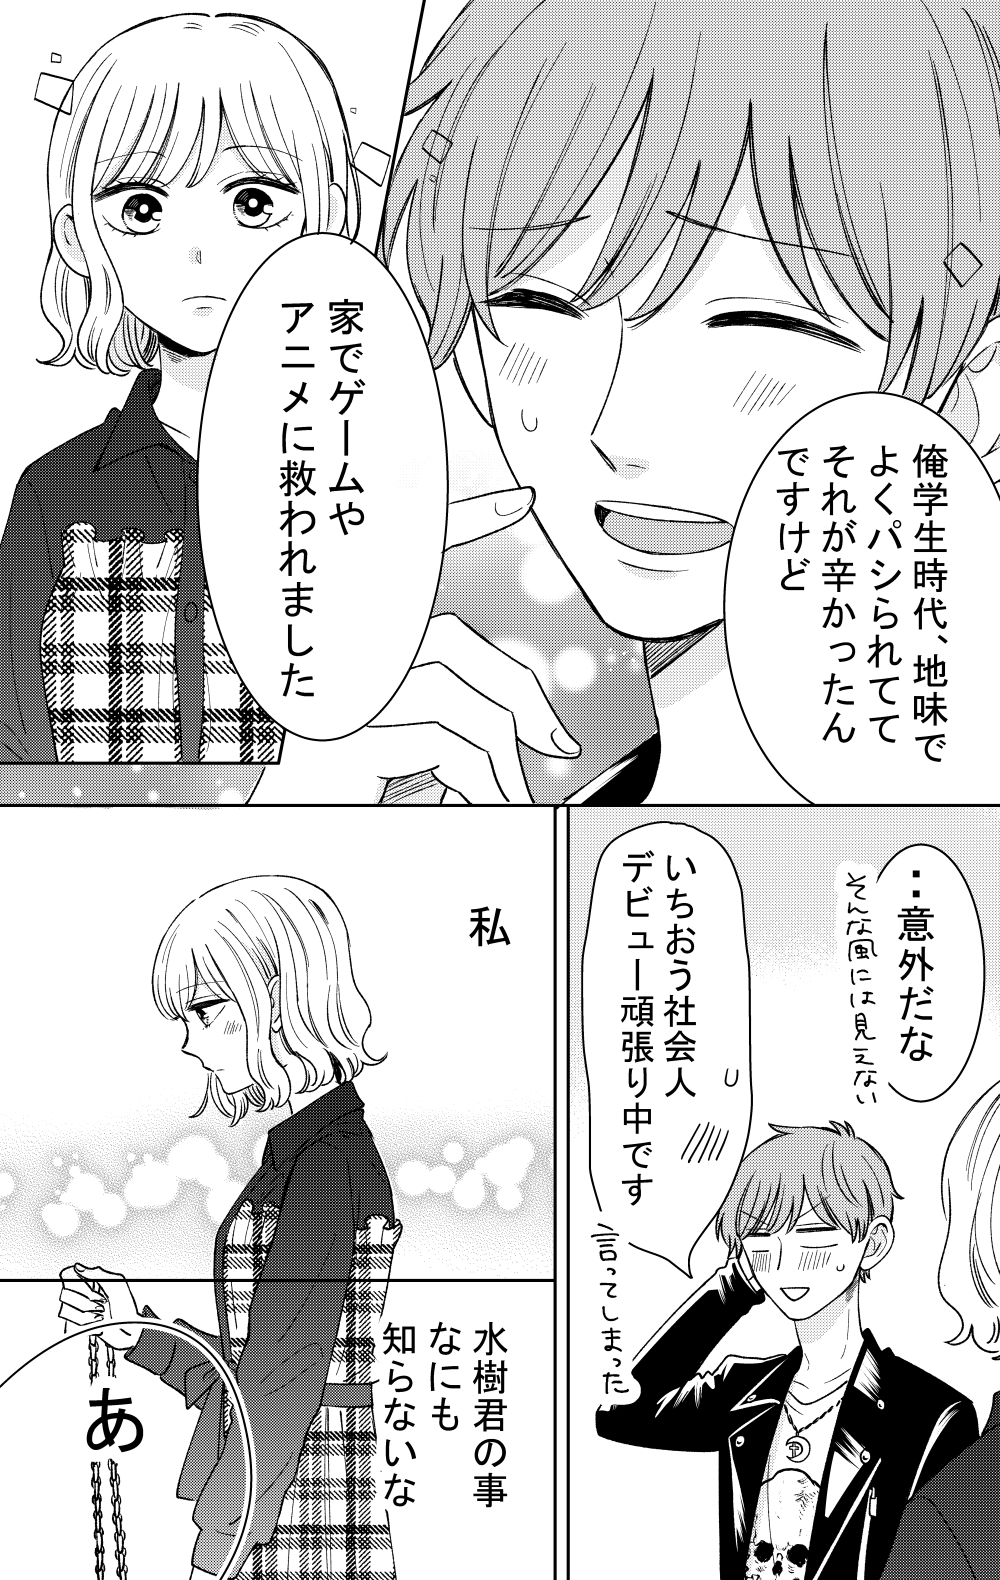 俺学生時代、地味で
よくパシられてて
それが辛かったん
ですけど
家でゲームや
アニメに救われました
・・意外だな
そんな風には見えない
いちおう社会人
デビュー頑張り中です
言ってしまった
私
水樹君の事
なにも
知らないな
あ